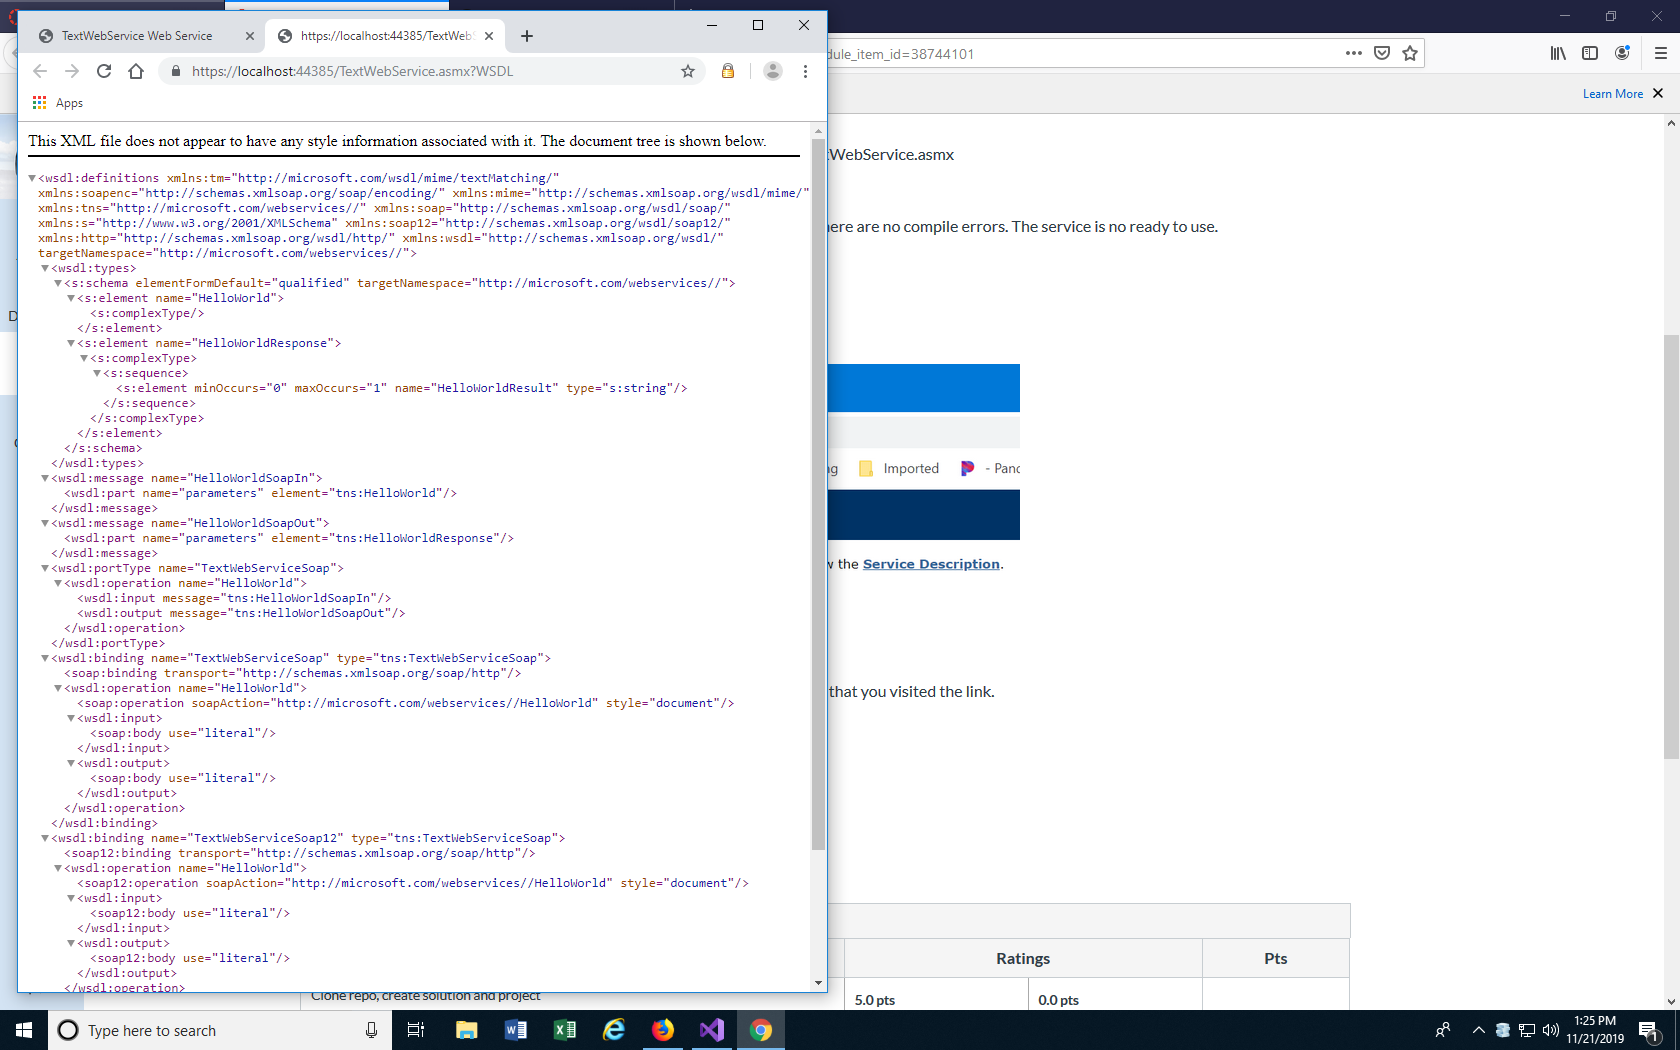 TextWebService Web Service
https://localhost:44385/TextWebS
https://localhost:44385/TextWebService.asmx?WSDL
Apps
This XML file does not appear to have any style information associated with it. The document tree is shown below.
<wsdl:definitions xmlns:tm="http://microsoft.com/wsdl/mime/textMatching/"
xmlns:soapenc="http://schemas.xmlsoap.org/soap/encoding/" xmlns:mime="http://schemas.xmlsoap.org/wsdl/mime/"
xmlns:tns="http://microsoft.com/webservices//" xmlns:soap="http://schemas.xmlsoap.org/wsdl/soap/"
xmlns:s="http://www.w3.org/2001/XMLSchema" xmlns:soap12="http://schemas.xmlsoap.org/wsdl/soap12/"
xmlns:http="http://schemas.xmlsoap.org/wsdl/http/" xmlns:wsdl="http://schemas.xmlsoap.org/wsdl/"
targetNamespace="http://microsoft.com/webservices//">
<wsdl:types>
<s:schema elementFormDefault="qualified" targetNamespace="http://microsoft.com/webservices//">
<s:element name="HelloWorld">
<s:complexType/>
</s:element>
<s:element name="HelloWorldResponse">
<s:complexType>
<s:sequence>
<s:element minOccurs="0" maxOccurs="1" name="HelloWorldResult" type="s:string"/>
</s:sequence>
</s:complexType>
</s:element>
</s:schema>
</wsdl:types>
<wsdl:message name="HelloWorldSoapIn">
<wsdl:part name="parameters" element="tns:HelloWorld"/>
</wsdl:message>
<wsdl:message name="HelloWorldSoapOut">
<wsdl:part name="parameters" element="tns:HelloWorldResponse"/>
</wsdl:message>
<wsdl:portType name="TextWebServiceSoap">
<wsdl:operation name="HelloWorld">
<wsdl:input message="tns:HelloWorldSoapIn"/>
<wsdl:output message="tns:HelloWorldSoapOut"/>
</wsdl:operation>
</wsdl:portType>
<wsdl:binding name="TextWebServiceSoap" type="tns:TextWebServiceSoap">
<soap:binding transport="http://schemas.xmlsoap.org/soap/http"/>
<wsdl:operation name="HelloWorld">
<soap:operation soapAction="http://microsoft.com/webservices//HelloWorld" style="document"/>
<wsdl:input>
<soap:body use="literal"/>
</wsdl:input>
<wsdl:output>
<soap:body use="literal"/>
</wsdl:output>
</wsdl:operation>
</wsdl:binding>
<wsdl:binding name="TextWebServiceSoap12" type="tns:TextWebServiceSoap">
<soap12:binding transport="http://schemas.xmlsoap.org/soap/http"/>
<wsdl:operation name="HelloWorld">
<soap12:operation soapAction="http://microsoft.com/webservices//HelloWorld" style="document"/>
<wsdl:input>
<soap12:body use="literal"/>
</wsdl:input>
<wsdl:output>
<soap12:body use="literal"/>
</wsdl:output>
</wsdl:operation>
dule_item_id=38744101
Learn More
tWebService.asmx
here are no compile errors. The service is no ready to use.
ng Imported - Panc
w the Service Description.
that you visited the link.
Ratings Pts
Clone repo, create solution and project 5.0 pts 0.0 pts
Type here to search
1:25 PM
11/21/2019
1